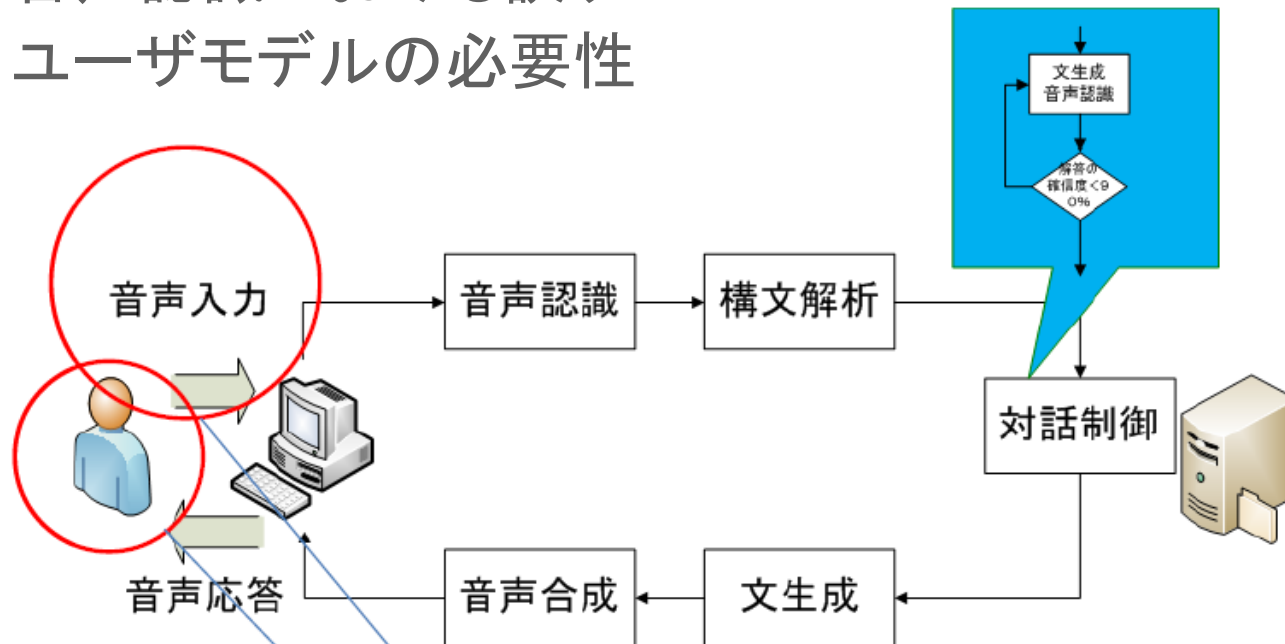 ユーザモデルの必要性
文生成
音声認識
解答の
確信度<9
0%
音声入力
音声認識
構文解析
対話制御
音声応答
音声合成
文生成